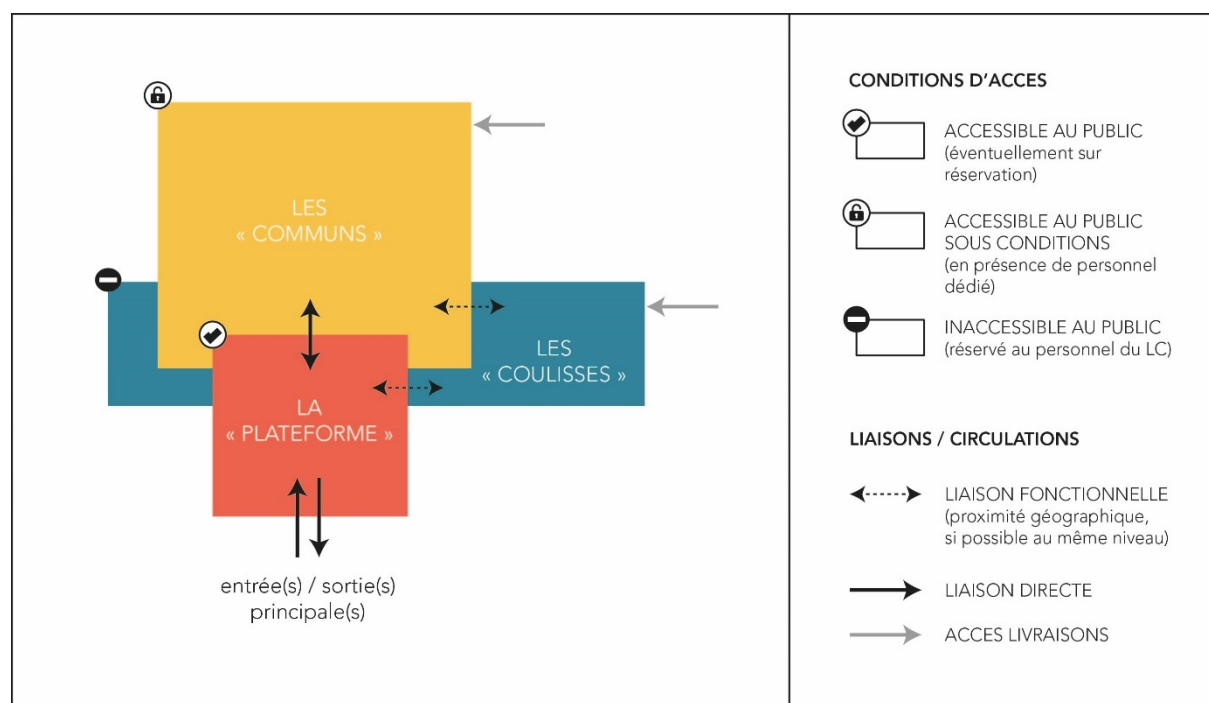 LES
« COMMUNS »
LES
« COULISSES »
LA
« PLATEFORME »
entrée(s) / sortie(s)
principale(s)
CONDITIONS D’ACCES
ACCESSIBLE AU PUBLIC
(éventuellement sur
réservation)
ACCESSIBLE AU PUBLIC
SOUS CONDITIONS
(en présence de personnel
dédié)
INACCESSIBLE AU PUBLIC
(réservé au personnel du LC)
LIAISONS / CIRCULATIONS
LIAISON FONCTIONNELLE
(proximité géographique,
si possible au même niveau)
LIAISON DIRECTE
ACCES LIVRAISONS